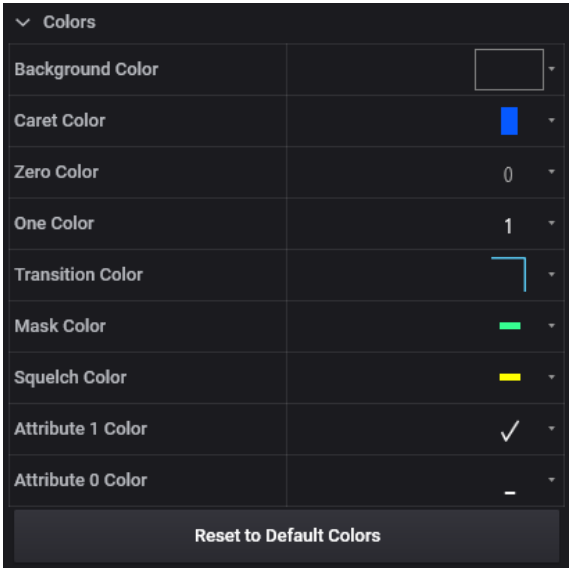 Colors
Background Color
Caret Color
Zero Color 0
One Color 1
Transition Color
Mask Color
Squelch Color
Attribute 1 Color
Attribute 0 Color
Reset to Default Colors